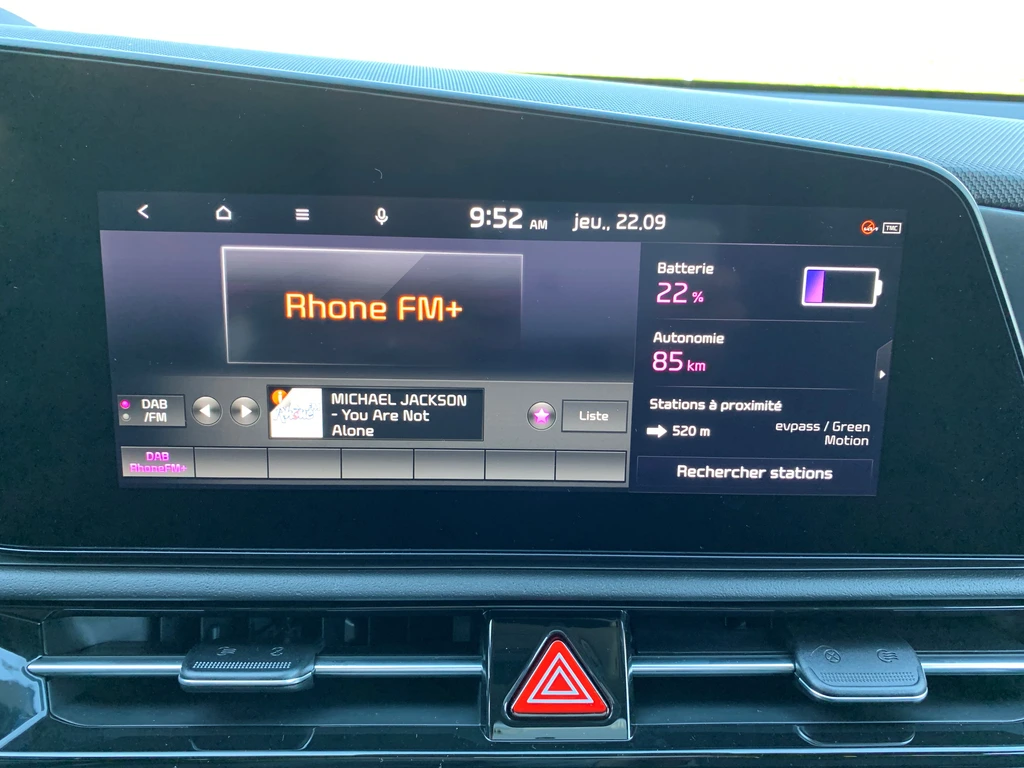 9:52 AM jeu., 22.09
TMC
Rhone FM+
DAB
/FM
MICHAEL JACKSON
- You Are Not
Alone
Liste
DAB
RhoneFM+
Batterie
22 %
Autonomie
85 km
Stations à proximité
520 m
evpass / Green
Motion
Rechercher stations